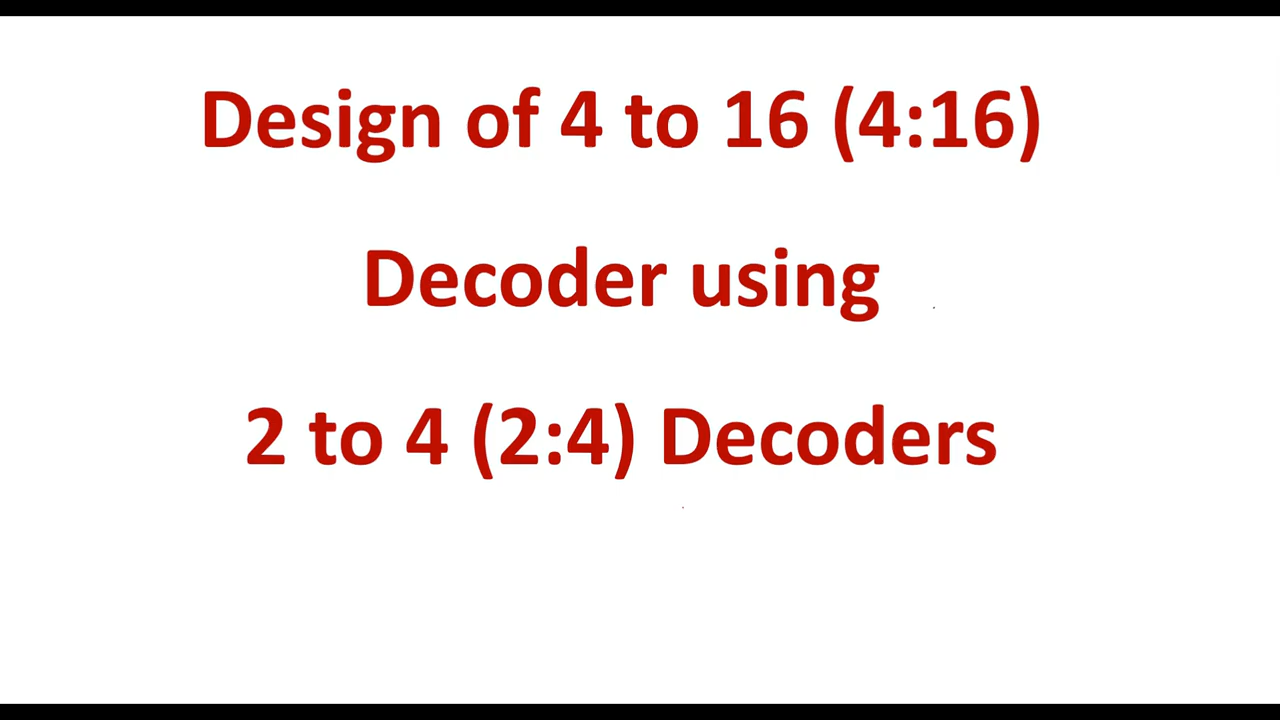 Design of 4 to 16 (4:16)
Decoder using
2 to 4 (2:4) Decoders